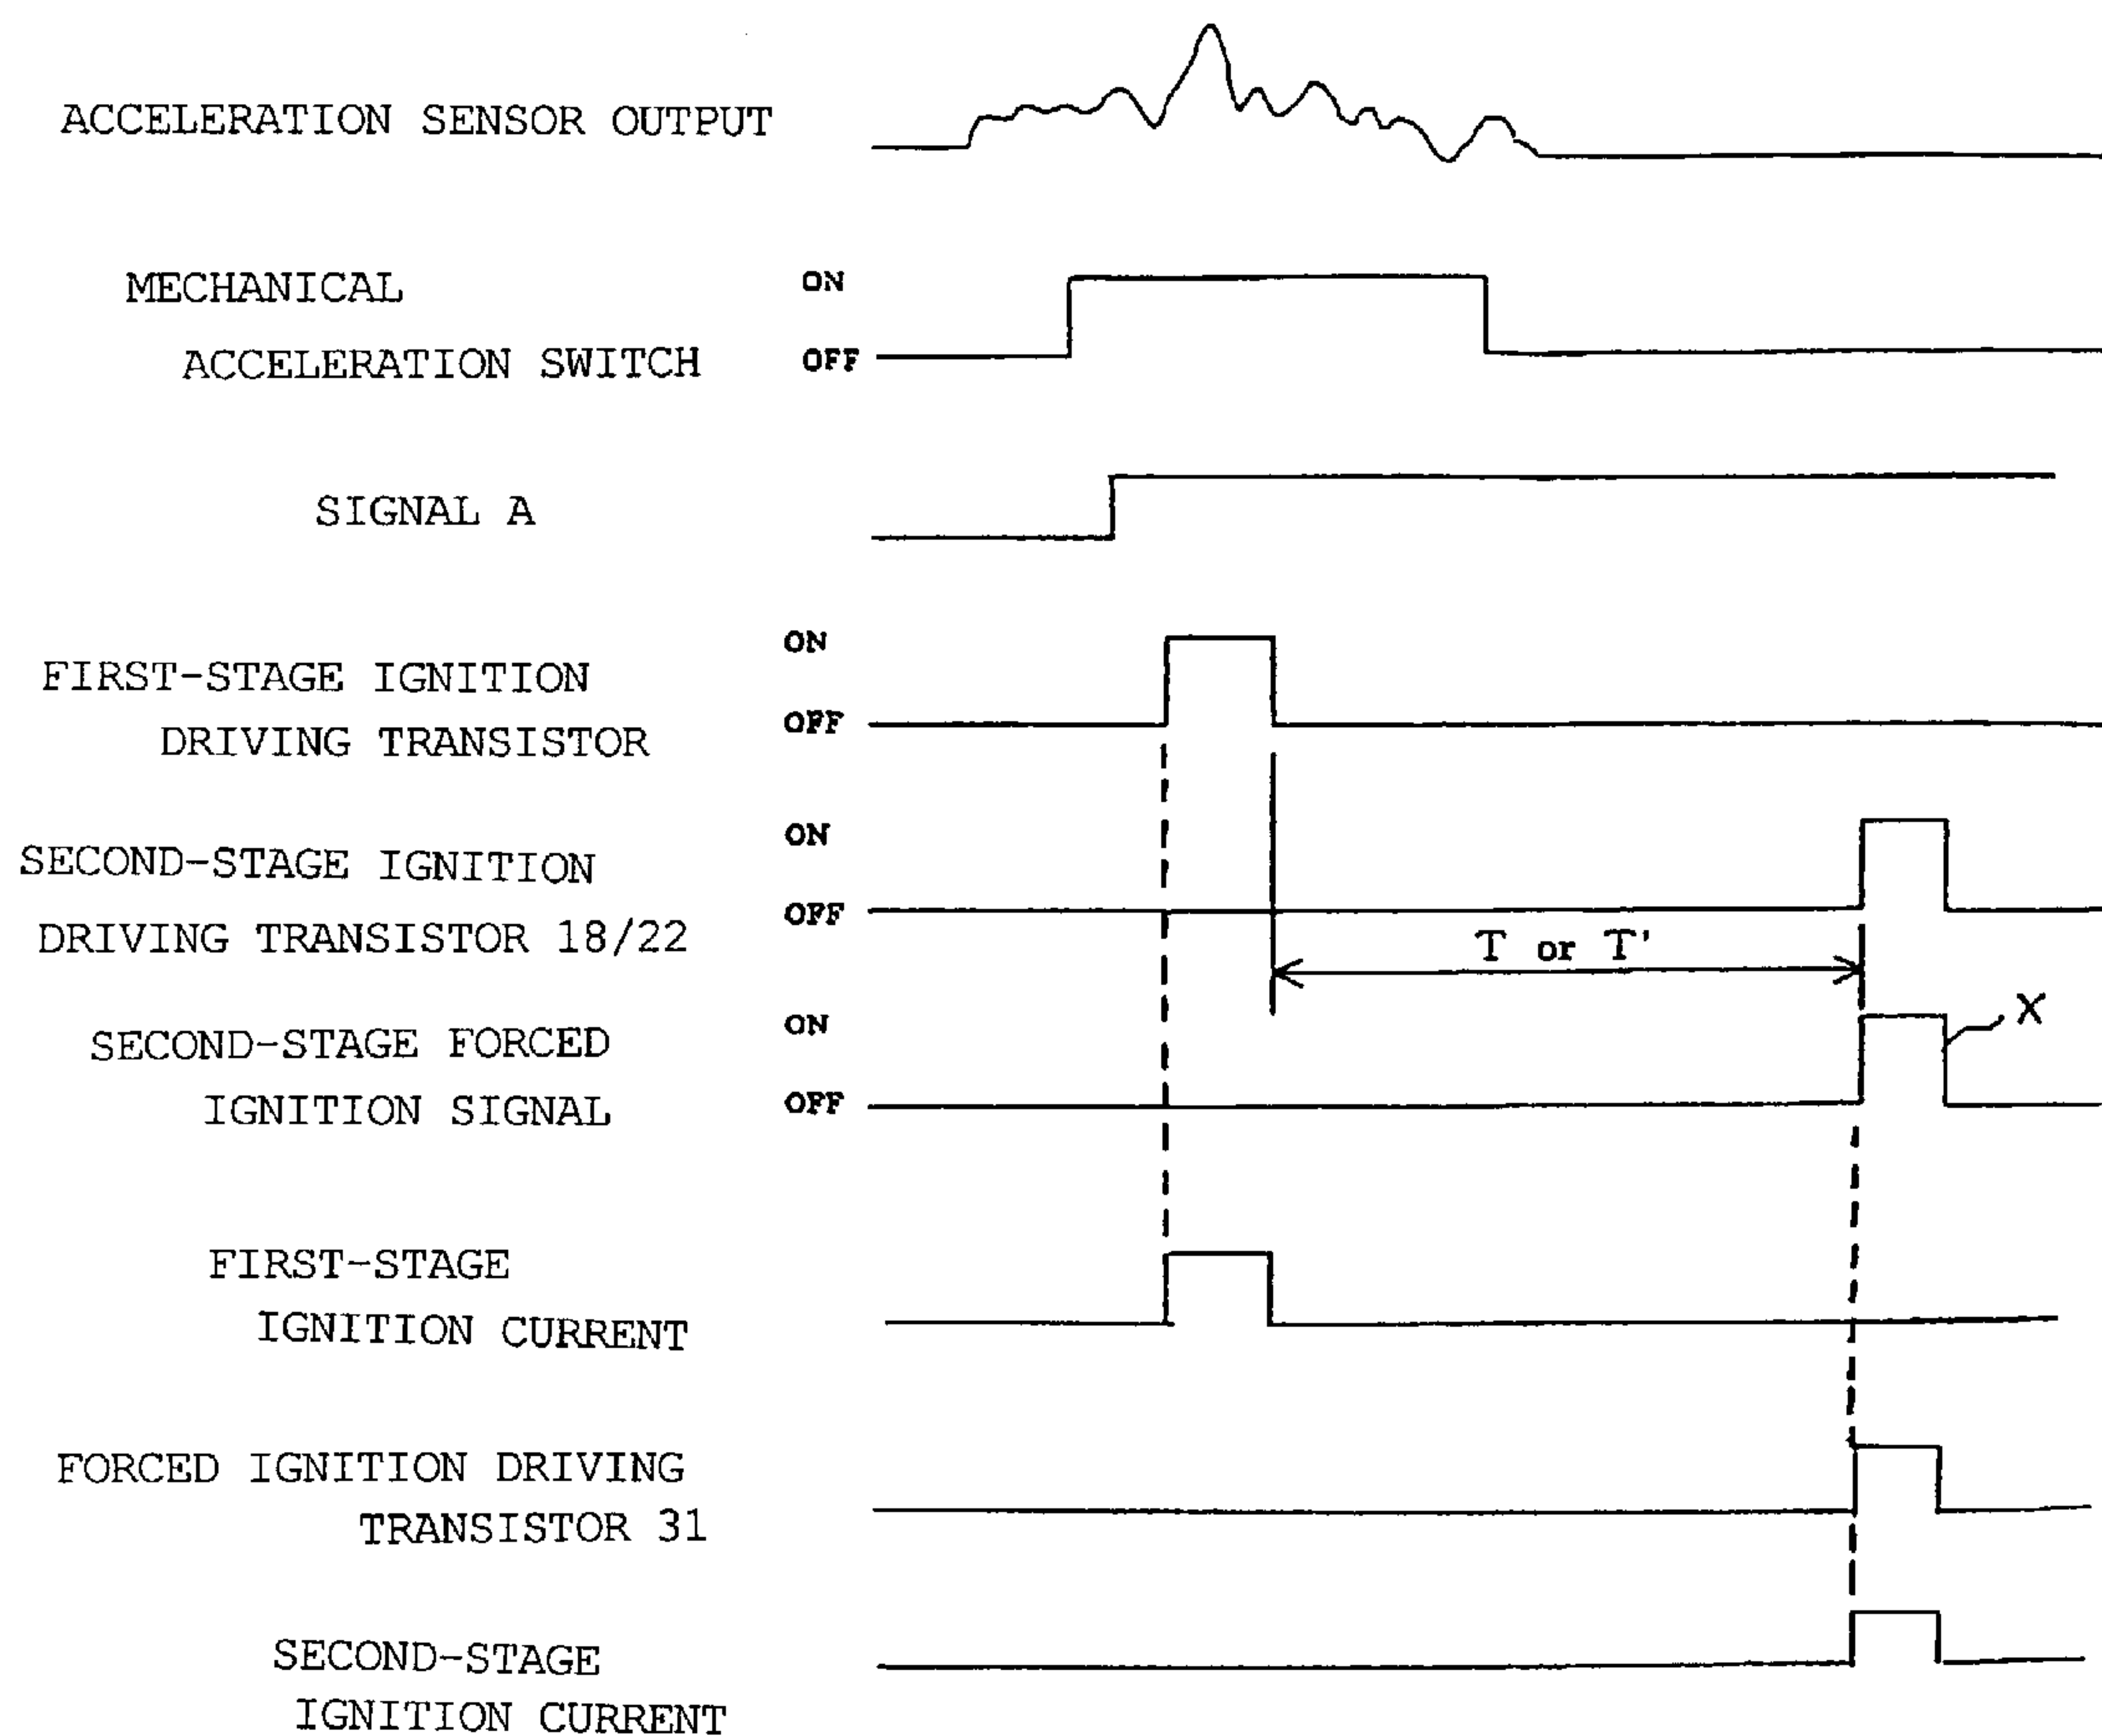 ACCELERATION SENSOR OUTPUT
MECHANICAL
ACCELERATION SWITCH
ON
OFF
SIGNAL A
FIRST-STAGE IGNITION
DRIVING TRANSISTOR
ON
OFF
SECOND-STAGE IGNITION
DRIVING TRANSISTOR 18/22
ON
OFF
T or T'
SECOND-STAGE FORCED
IGNITION SIGNAL
ON
OFF
X
FIRST-STAGE
IGNITION CURRENT
FORCED IGNITION DRIVING
TRANSISTOR 31
SECOND-STAGE
IGNITION CURRENT